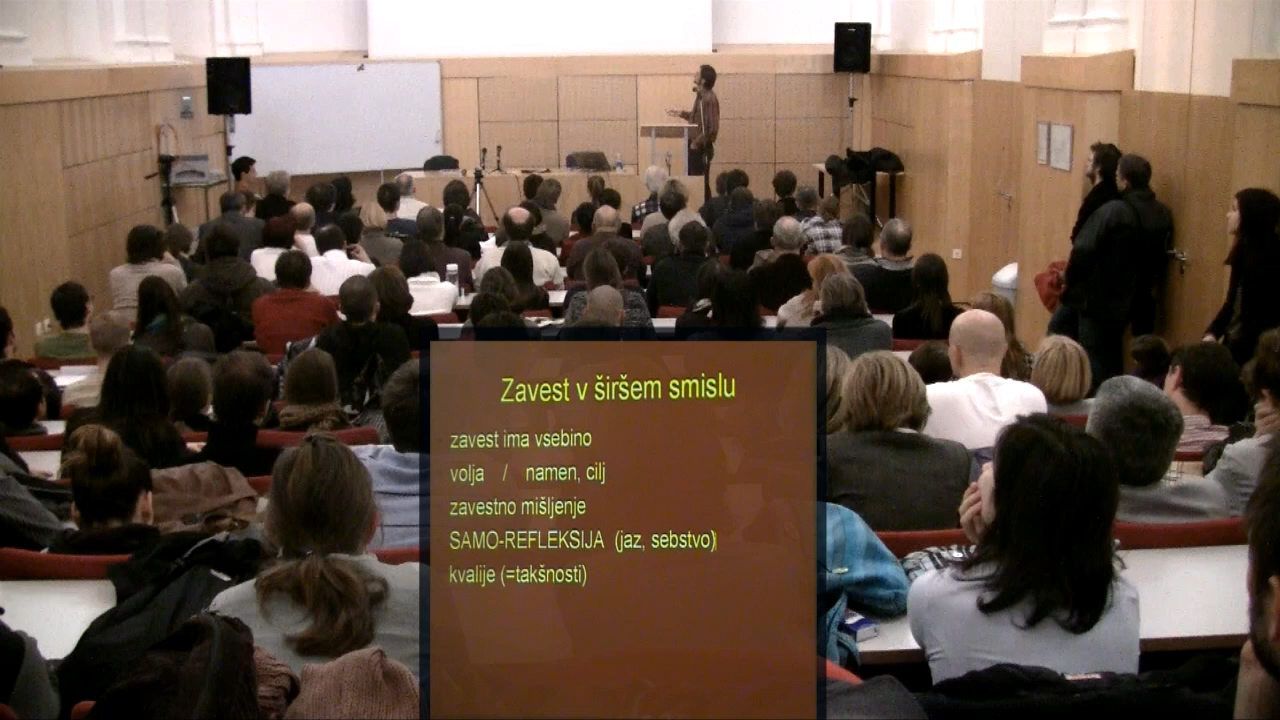 Zavest v širšem smislu
zavest ima vsebino
volja / namen, cilj
zavestno mišljenje
SAMO-REFLEKSIJA (jaz, sebstvo)
kvalije (=takšnosti)